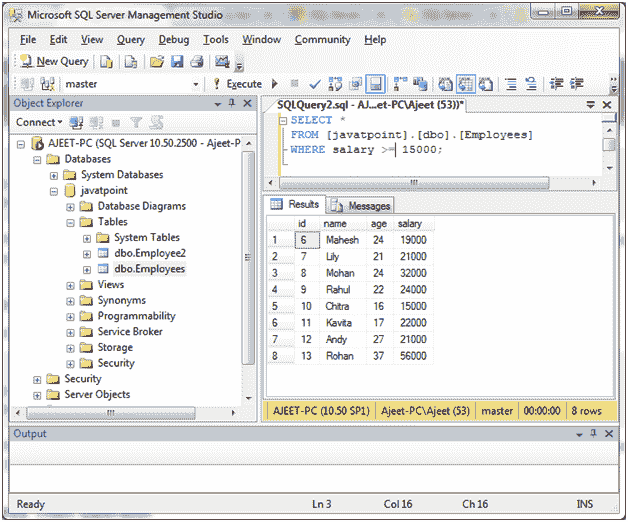 Microsoft SQL Server Management Studio
File Edit View Query Debug Tools Window Community Help
New Query
master Execute
Object Explorer
Connect
AJEET-PC (SQL Server 10.50.2500 - Ajeet-P
Databases
System Databases
javatpoint
Database Diagrams
Tables
System Tables
dbo.Employee2
dbo.Employees
Views
Synonyms
Programmability
Service Broker
Storage
Security
Security
Server Objects
SQLQuery2.sql - AJ...et-PC\Ajeet (53))*
SELECT *
FROM [javatpoint].[dbo].[Employees]
WHERE salary >= 15000;
Results Messages
id name age salary
1 6 Mahesh 24 19000
2 7 Lily 21 21000
3 8 Mohan 24 32000
4 9 Rahul 22 24000
5 10 Chitra 16 15000
6 11 Kavita 17 22000
7 12 Andy 27 21000
8 13 Rohan 37 56000
AJEET-PC (10.50 SP1) Ajeet-PC\Ajeet (53) master 00:00:00 8 rows
Output
Ready Ln 3 Col 16 Ch 16 INS